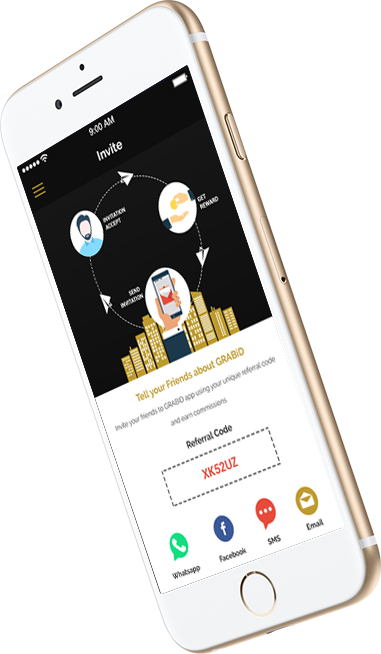 9:00 AM
Invite
INVITATION
ACCEPT
GET
REWARD
SEND
INVITATION
Tell your Friends about GRABiD
Invite your friends to GRABiD app using your unique referral code
and earn commissions
Referral Code
XK52UZ
Whatsapp
Facebook
SMS
Email